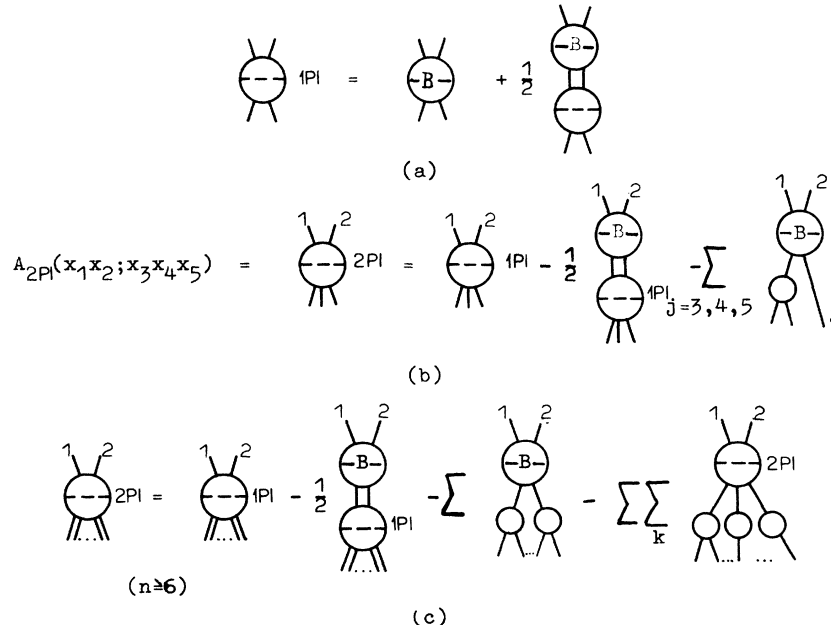 1PI = B + 1/2 B
(a)
A2PI(x1x2;x3x4x5) = 1 2 2PI = 1 2 1PI - 1/2 1 2 B 1PI - ∑ j=3,4,5 1 2 B
(b)
1 2 2PI = 1 2 1PI - 1/2 1 2 B 1PI - ∑ 1 2 B ... - ∑∑ k 1 2 2PI ... ...
(n≥6)
(c)